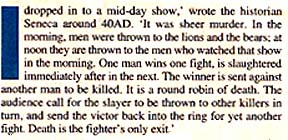 I dropped in to a mid-day show,' wrote the historian
Seneca around 40AD. 'It was sheer murder. In the
morning, men were thrown to the lions and the bears; at
noon they are thrown to the men who watched that show
in the morning. One man wins one fight, is slaughtered
immediately after in the next. The winner is sent against
another man to be killed. It is a round robin of death. The
audience call for the slayer to be thrown to other killers in
turn, and send the victor back into the ring for yet another
fight. Death is the fighter's only exit.'